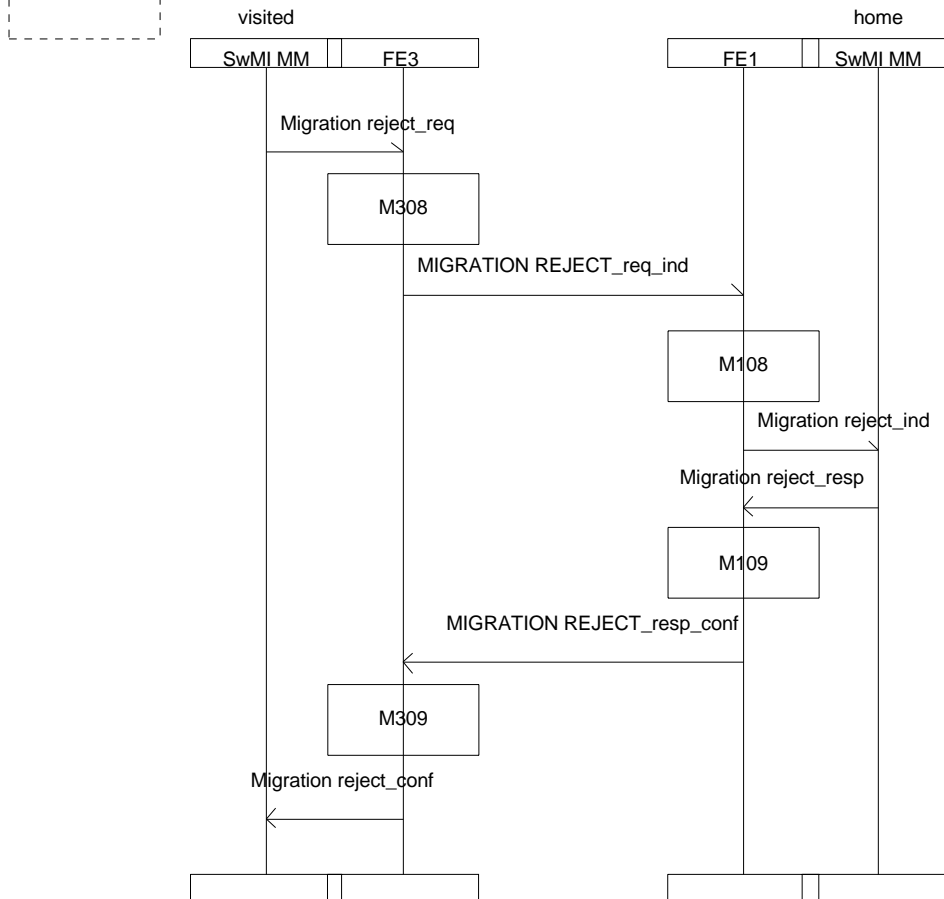 visited home
SwMI MM FE3 FE1 SwMI MM
Migration reject_req
M308
MIGRATION REJECT_req_ind
M108
Migration reject_ind
Migration reject_resp
M109
MIGRATION REJECT_resp_conf
M309
Migration reject_conf